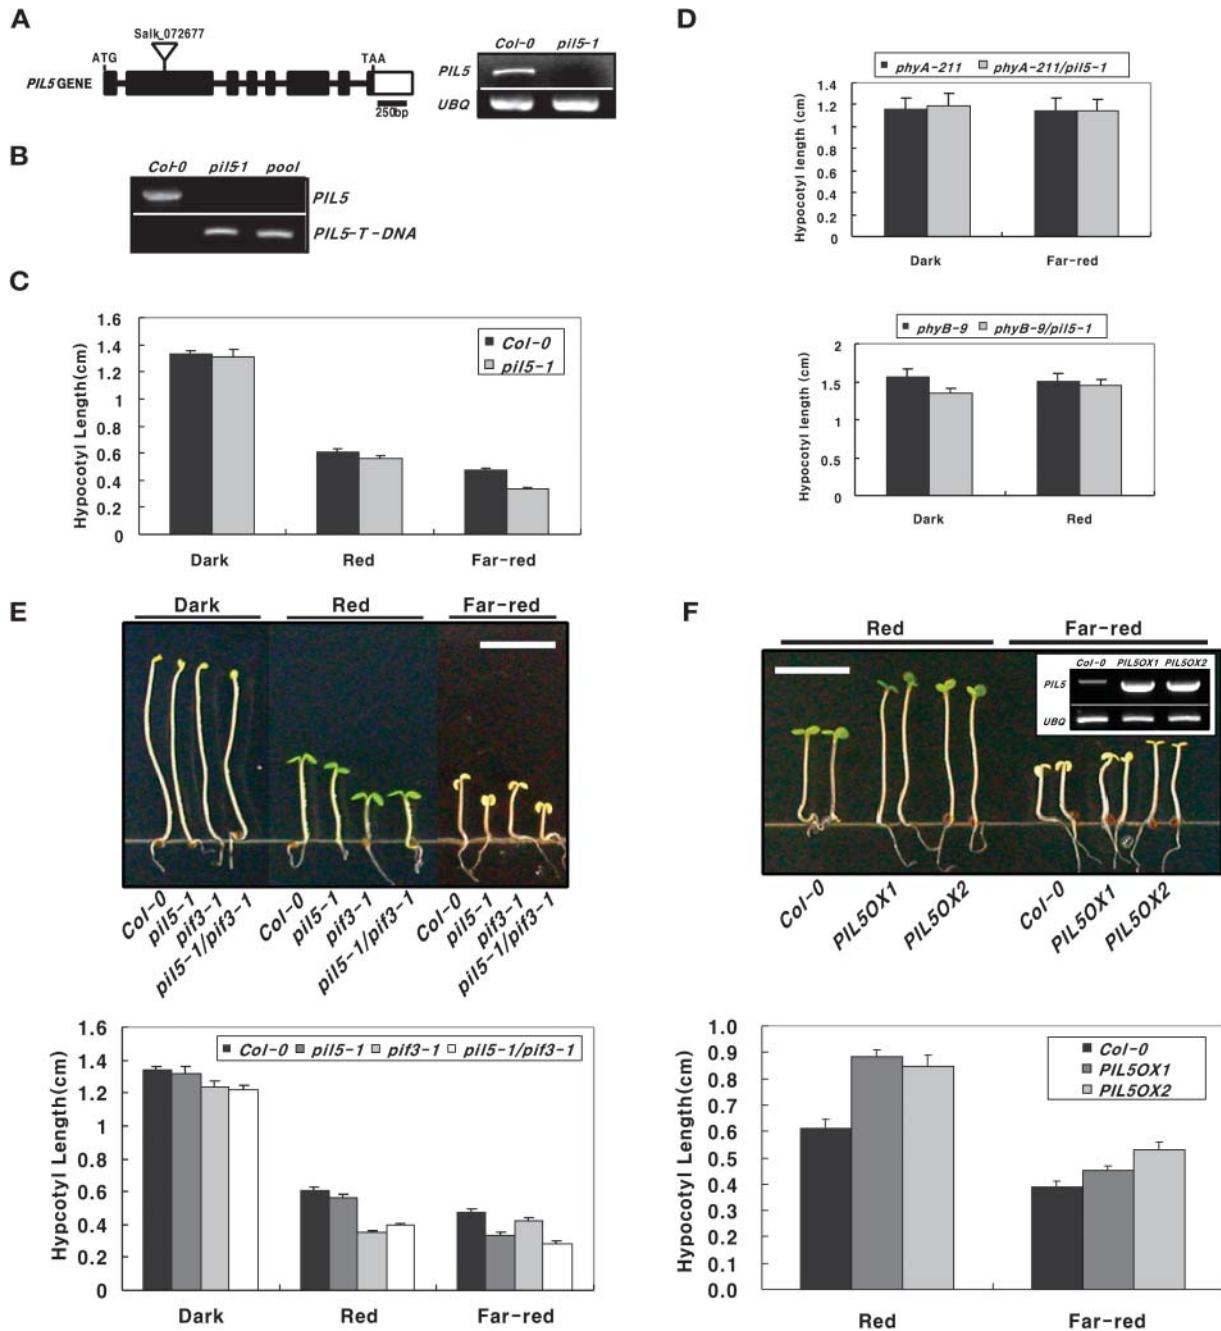 A
Salk_072677
ATG
TAA
PIL5 GENE
250bp
Col-0 pil5-1
PIL5
UBQ
B
Col-0 pil5-1 pool
PIL5
PIL5-T-DNA
C
Hypocotyl Length(cm)
1.6
1.4
1.2
1
0.8
0.6
0.4
0.2
0
Col-0
pil5-1
Dark Red Far-red
D
phyA-211 phyA-211/pil5-1
Hypocotyl length (cm)
1.4
1.2
1
0.8
0.6
0.4
0.2
0
Dark Far-red
phyB-9 phyB-9/pil5-1
Hypocotyl length (cm)
2
1.5
1
0.5
0
Dark Red
E
Dark Red Far-red
Col-0 pil5-1 pif3-1 pil5-1/pif3-1 Col-0 pil5-1 pif3-1 pil5-1/pif3-1 Col-0 pil5-1 pif3-1 pil5-1/pif3-1
Hypcotyl Length(cm)
1.6
1.4
1.2
1
0.8
0.6
0.4
0.2
0
Col-0 pil5-1 pif3-1 pil5-1/pif3-1
Dark Red Far-red
F
Red Far-red
Col-0 PIL5OX1 PIL5OX2
PIL5
UBQ
Col-0 PIL5OX1 PIL5OX2 Col-0 PIL5OX1 PIL5OX2
Hypocotyl Length(cm)
1.0
0.9
0.8
0.7
0.6
0.5
0.4
0.3
0.2
0.1
0.0
Col-0
PIL5OX1
PIL5OX2
Red Far-red